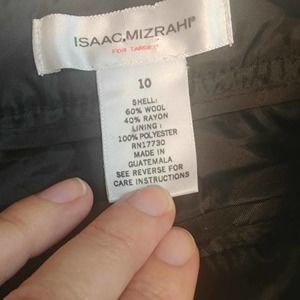 ISAAC.MIZRAHI®
FOR TARGET
10
SHELL:
60% WOOL
40% RAYON
LINING :
100% POLYESTER
RN17730
MADE IN
GUATEMALA
SEE REVERSE FOR
CARE INSTRUCTIONS